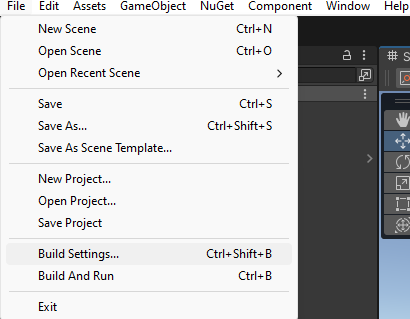 File Edit Assets GameObject NuGet Component Window Help
New Scene Ctrl+N
Open Scene Ctrl+O
Open Recent Scene
Save Ctrl+S
Save As... Ctrl+Shift+S
Save As Scene Template...
New Project...
Open Project...
Save Project
Build Settings... Ctrl+Shift+B
Build And Run Ctrl+B
Exit